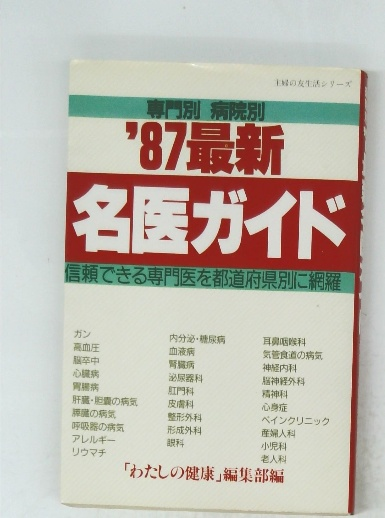 主婦の友生活シリーズ
専門別 病院別
'87最新
名医ガイド
信頼できる専門医を都道府県別に網羅
ガン
高血圧
脳卒中
心臓病
胃腸病
肝臓・胆嚢の病気
膵臓の病気
呼吸器の病気
アレルギー
リウマチ
内分泌・糖尿病
血液病
腎臓病
泌尿器科
肛門科
皮膚科
整形外科
形成外科
眼科
耳鼻咽喉科
気管食道の病気
神経内科
脳神経外科
精神科
心身症
ペインクリニック
産婦人科
小児科
老人科
「わたしの健康」編集部編